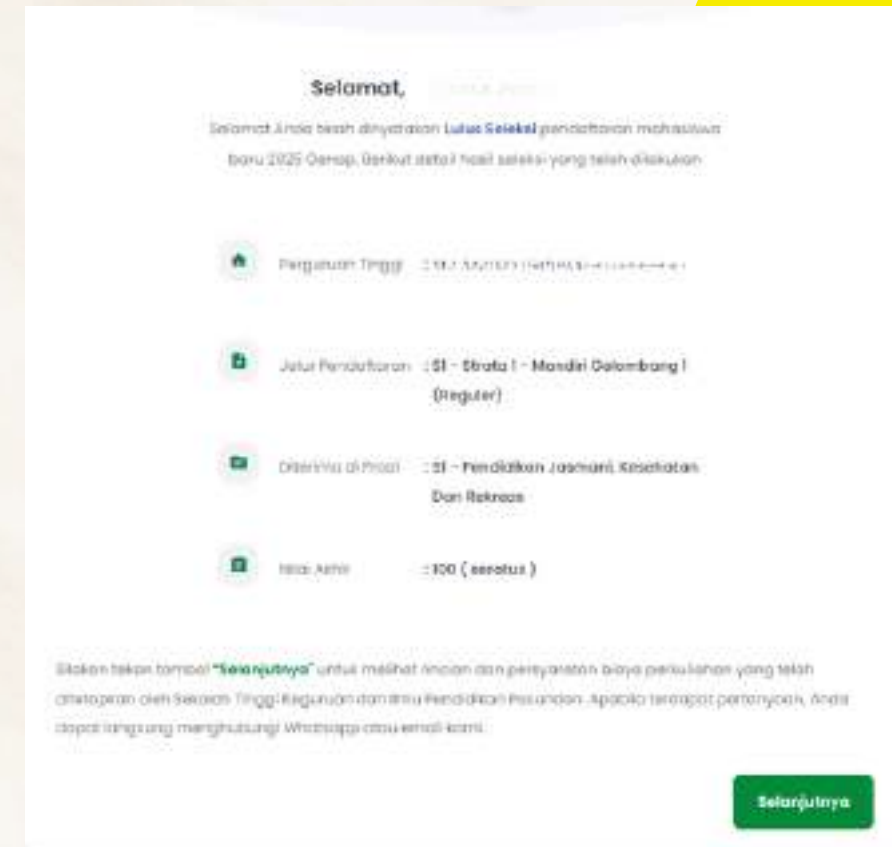 Selamat,
Selamat Anda telah dinyatakan Lulus Seleksi pendaftaran mahasiswa
baru 2025 Genap, Berikut detail hasil seleksi yang telah dilakukan
Perguruan Tinggi :
Jalur Pendaftaran : S1 - Strata 1 - Mandiri Gelombang 1
(Reguler)
Diterima di Prodi : S1 - Pendidikan Jasmani, Kesehatan
Dan Rekreasi
Nilai Akhir : 100 ( seratus )
Silakan tekan tombol "Selanjutnya" untuk melihat rincian dan persyaratan biaya perkuliahan yang telah
ditetapkan oleh Sekolah Tinggi Keguruan dan Ilmu Pendidikan Pasundan. Apabila terdapat pertanyaan, Anda
dapat langsung menghubungi Whatsapp atau email kami.
Selanjutnya